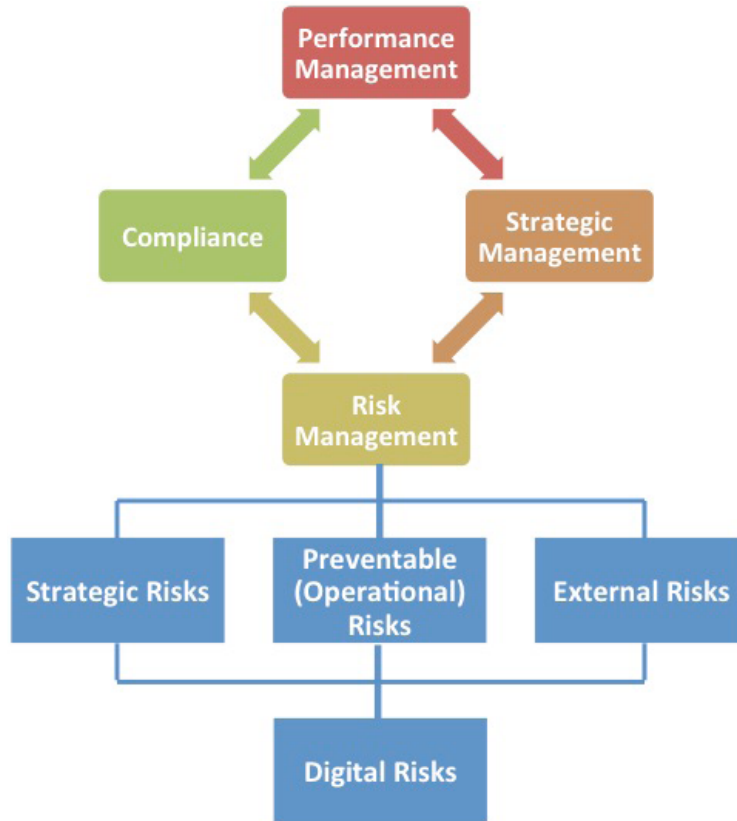 Performance
Management
Compliance
Strategic
Management
Risk
Management
Strategic Risks
Preventable
(Operational)
Risks
External Risks
Digital Risks